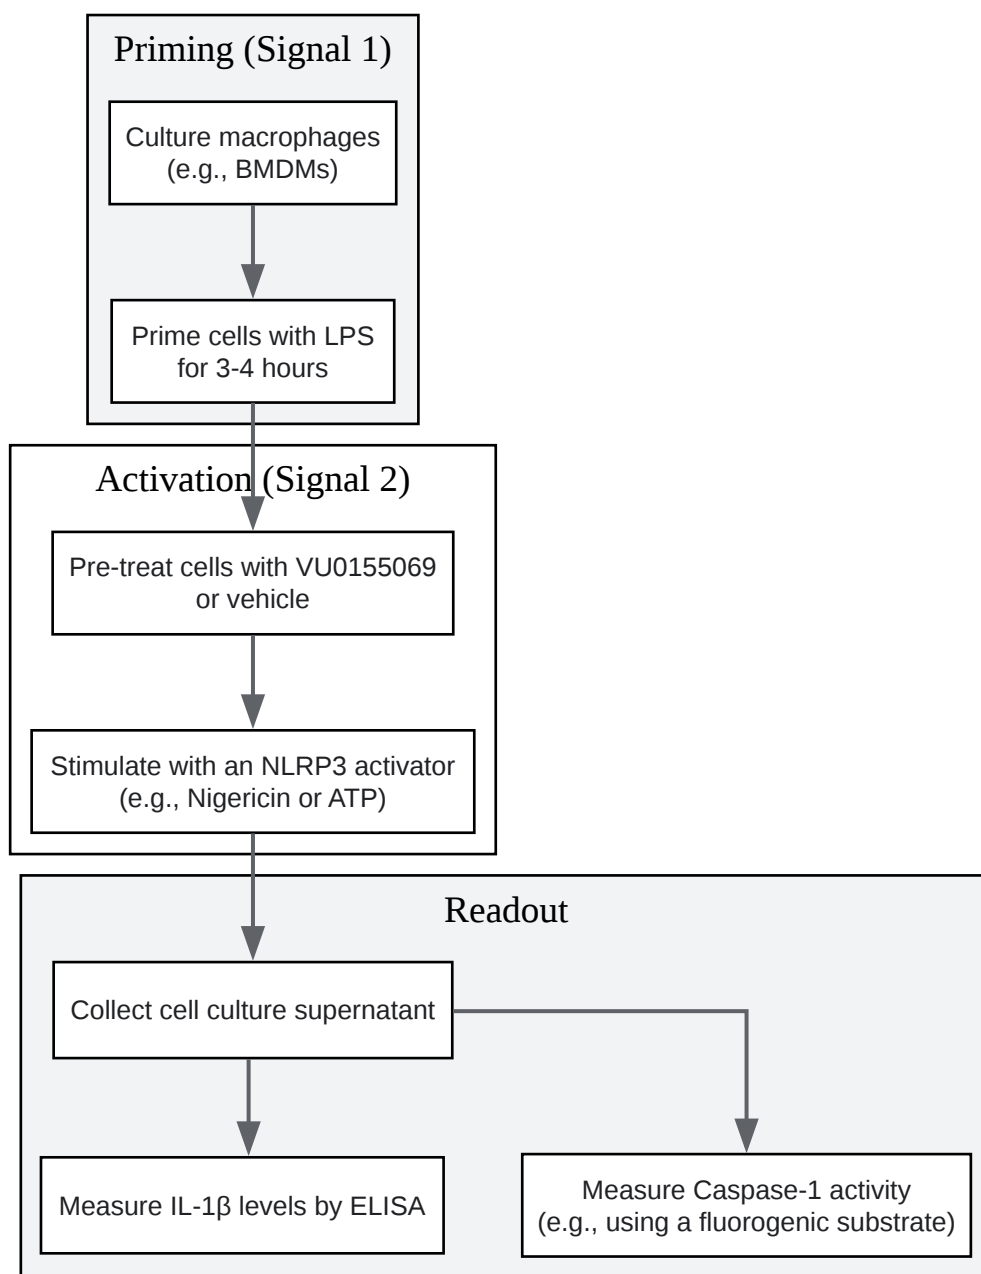 Priming (Signal 1)
Culture macrophages
(e.g., BMDMs)
Prime cells with LPS
for 3-4 hours
Activation (Signal 2)
Pre-treat cells with VU0155069
or vehicle
Stimulate with an NLRP3 activator
(e.g., Nigericin or ATP)
Readout
Collect cell culture supernatant
Measure IL-1β levels by ELISA
Measure Caspase-1 activity
(e.g., using a fluorogenic substrate)